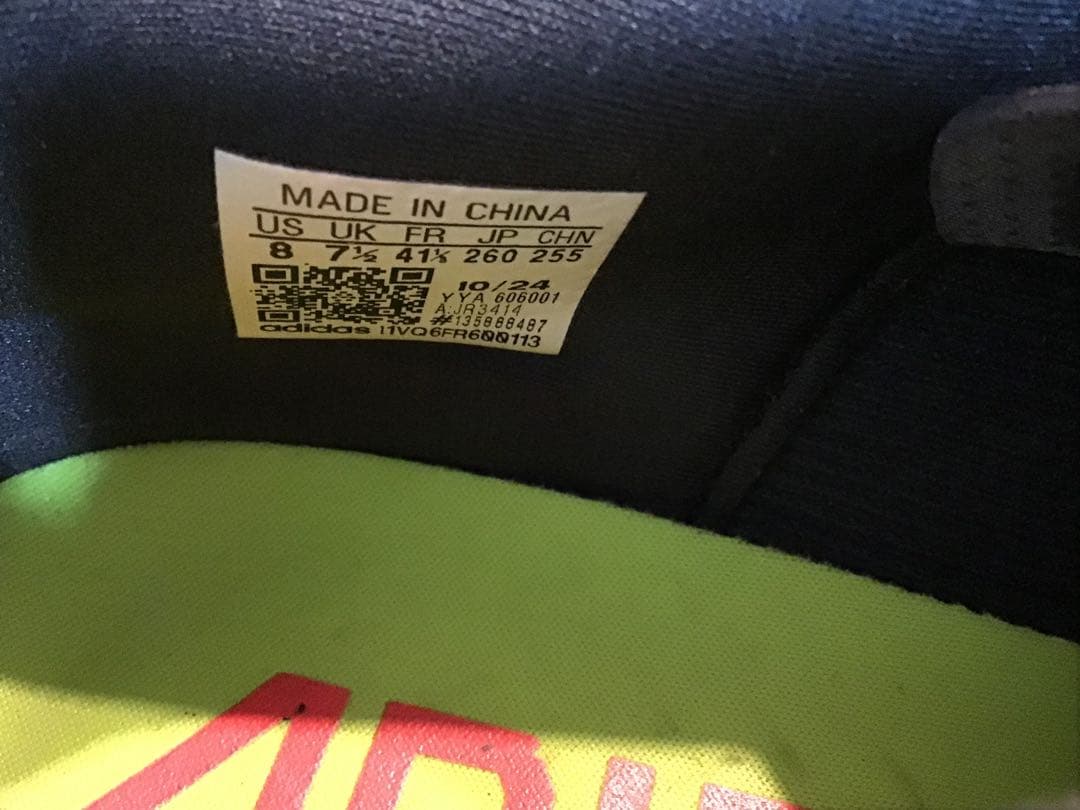 MADE IN CHINA
US UK FR JP CHN
8 7½ 41⅓ 260 255
10/24
YYA 606001
A:JR3414
#135888487
adidas I1VQ6FR600113